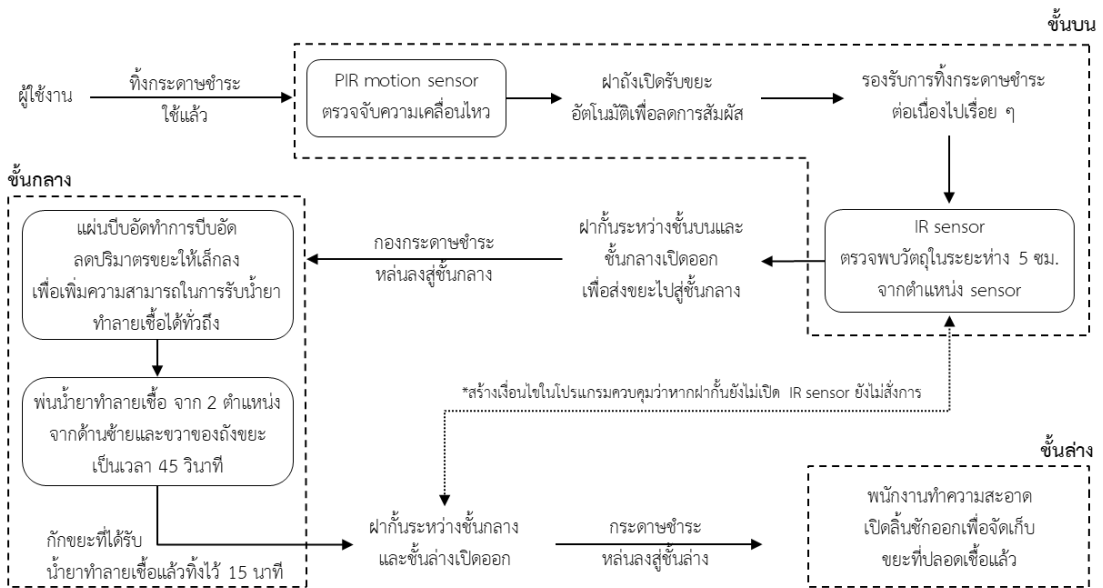 ชั้นบน
ผู้ใช้งาน
ทิ้งกระดาษชำระ
ใช้แล้ว
PIR motion sensor
ตรวจจับความเคลื่อนไหว
ฝาถังเปิดรับขยะ
อัตโนมัติเพื่อลดการสัมผัส
รองรับการทิ้งกระดาษชำระ
ต่อเนื่องไปเรื่อย ๆ
IR sensor
ตรวจพบวัตถุในระยะห่าง 5 ซม.
จากตำแหน่ง sensor
ฝากั้นระหว่างชั้นบนและ
ชั้นกลางเปิดออก
เพื่อส่งขยะไปสู่ชั้นกลาง
กองกระดาษชำระ
หล่นลงสู่ชั้นกลาง
ชั้นกลาง
แผ่นบีบอัดทำการบีบอัด
ลดปริมาตรขยะให้เล็กลง
เพื่อเพิ่มความสามารถในการรับน้ำยา
ทำลายเชื้อได้ทั่วถึง
พ่นน้ำยาทำลายเชื้อ จาก 2 ตำแหน่ง
จากด้านซ้ายและขวาของถังขยะ
เป็นเวลา 45 วินาที
กักขยะที่ได้รับ
น้ำยาทำลายเชื้อแล้วทิ้งไว้ 15 นาที
*สร้างเงื่อนไขในโปรแกรมควบคุมว่าหากฝากั้นยังไม่เปิด IR sensor ยังไม่สั่งการ
ฝากั้นระหว่างชั้นกลาง
และชั้นล่างเปิดออก
กระดาษชำระ
หล่นลงสู่ชั้นล่าง
ชั้นล่าง
พนักงานทำความสะอาด
เปิดลิ้นชักออกเพื่อจัดเก็บ
ขยะที่ปลอดเชื้อแล้ว